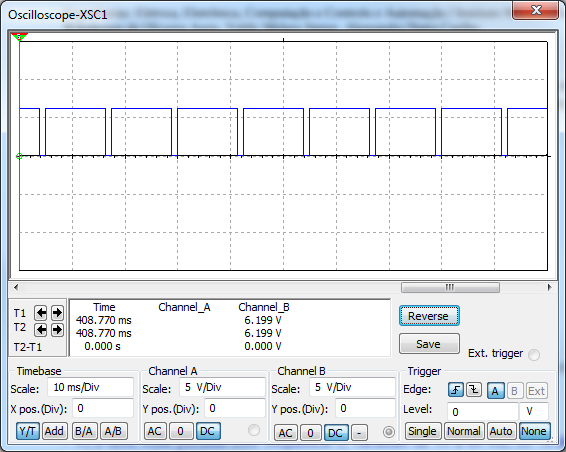 Oscilloscope-XSC1
T1
T2
T2-T1
Time Channel_A Channel_B
408.770 ms 6.199 V
408.770 ms 6.199 V
0.000 s 0.000 V
Reverse
Save
Ext. trigger
Timebase
Scale: 10 ms/Div
X pos.(Div): 0
Y/T Add B/A A/B
Channel A
Scale: 5 V/Div
Y pos.(Div): 0
AC 0 DC
Channel B
Scale: 5 V/Div
Y pos.(Div): 0
AC 0 DC -
Trigger
Edge: A B Ext
Level: 0 V
Single Normal Auto None